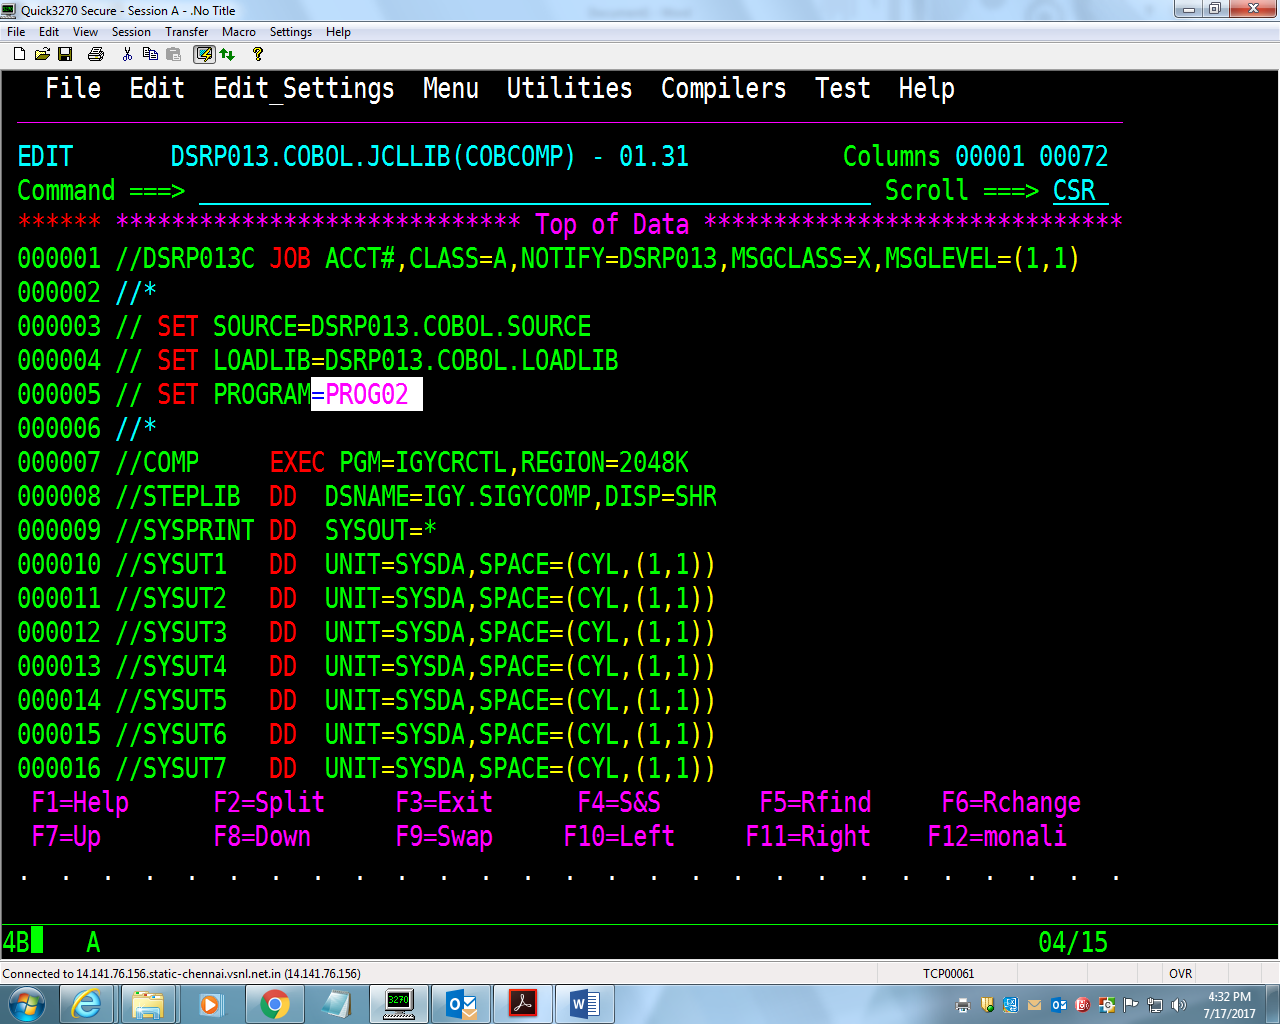 Quick3270 Secure - Session A - .No Title
File Edit View Session Transfer Macro Settings Help
File Edit Edit_Settings Menu Utilities Compilers Test Help
EDIT DSRP013.COBOL.JCLLIB(COBCOMP) - 01.31 Columns 00001 00072
Command ===> Scroll ===> CSR
****** ***************************** Top of Data ******************************
000001 //DSRP013C JOB ACCT#,CLASS=A,NOTIFY=DSRP013,MSGCLASS=X,MSGLEVEL=(1,1)
000002 //*
000003 // SET SOURCE=DSRP013.COBOL.SOURCE
000004 // SET LOADLIB=DSRP013.COBOL.LOADLIB
000005 // SET PROGRAM=PROG02
000006 //*
000007 //COMP     EXEC PGM=IGYCRCTL,REGION=2048K
000008 //STEPLIB  DD  DSNAME=IGY.SIGYCOMP,DISP=SHR
000009 //SYSPRINT DD  SYSOUT=*
000010 //SYSUT1   DD  UNIT=SYSDA,SPACE=(CYL,(1,1))
000011 //SYSUT2   DD  UNIT=SYSDA,SPACE=(CYL,(1,1))
000012 //SYSUT3   DD  UNIT=SYSDA,SPACE=(CYL,(1,1))
000013 //SYSUT4   DD  UNIT=SYSDA,SPACE=(CYL,(1,1))
000014 //SYSUT5   DD  UNIT=SYSDA,SPACE=(CYL,(1,1))
000015 //SYSUT6   DD  UNIT=SYSDA,SPACE=(CYL,(1,1))
000016 //SYSUT7   DD  UNIT=SYSDA,SPACE=(CYL,(1,1))
F1=Help F2=Split F3=Exit F4=S&S F5=Rfind F6=Rchange
F7=Up F8=Down F9=Swap F10=Left F11=Right F12=monali
. . . . . . . . . . . . . . . . . . . . . . . . . . .
4B A 04/15
Connected to 14.141.76.156.static-chennai.vsnl.net.in (14.141.76.156) TCP00061 OVR
3270
4:32 PM
7/17/2017